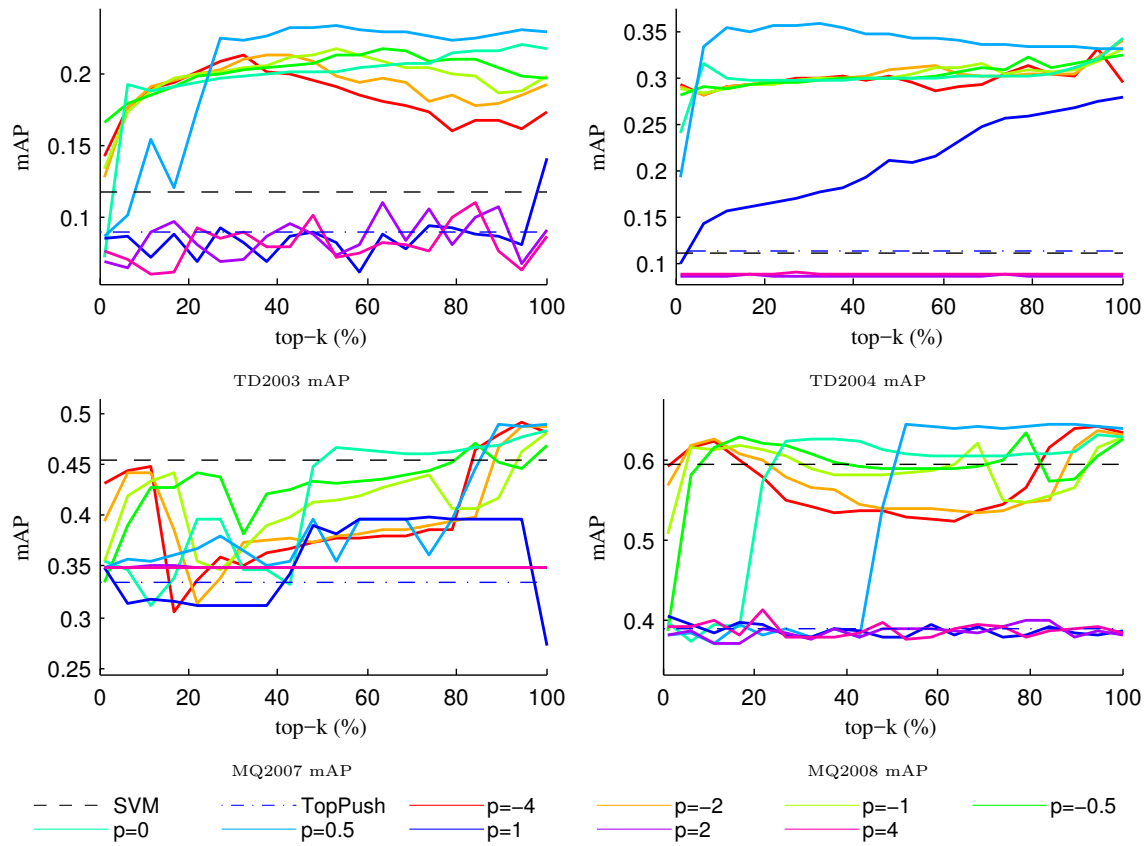 0.2
0.15
0.1
mAP
0 20 40 60 80 100
top−k (%)
TD2003 mAP
0.35
0.3
0.25
0.2
0.15
0.1
mAP
0 20 40 60 80 100
top−k (%)
TD2004 mAP
0.5
0.45
0.4
0.35
0.3
0.25
mAP
0 20 40 60 80 100
top−k (%)
MQ2007 mAP
0.6
0.5
0.4
mAP
0 20 40 60 80 100
top−k (%)
MQ2008 mAP
SVM TopPush p=−4 p=−2 p=−1 p=−0.5
p=0 p=0.5 p=1 p=2 p=4